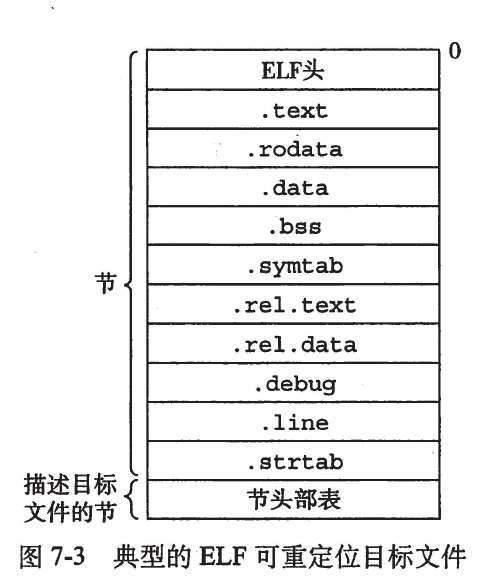 0
ELF头
.text
.rodata
.data
.bss
.symtab
节
.rel.text
.rel.data
.debug
.line
.strtab
描述目标
文件的节
节头部表
图 7-3 典型的 ELF 可重定位目标文件